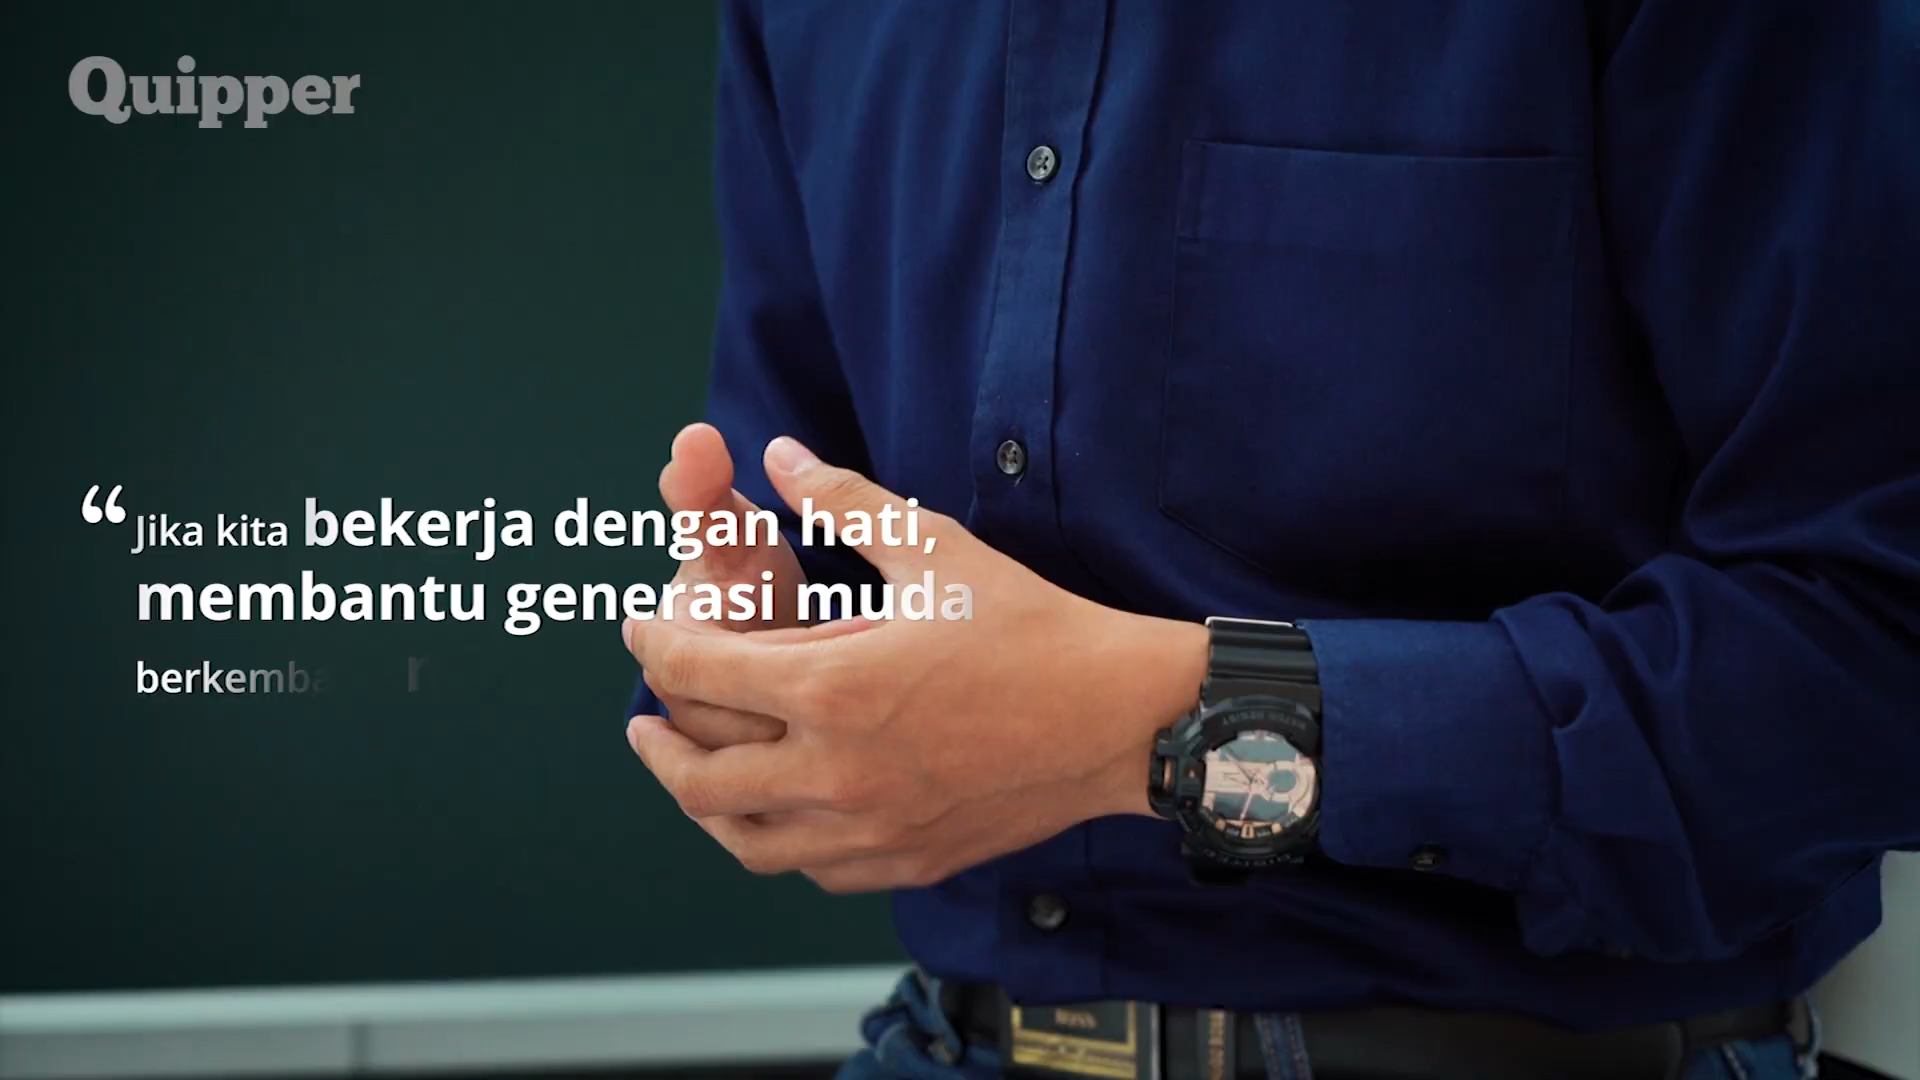 Quipper
“Jika kita bekerja dengan hati,
membantu generasi muda